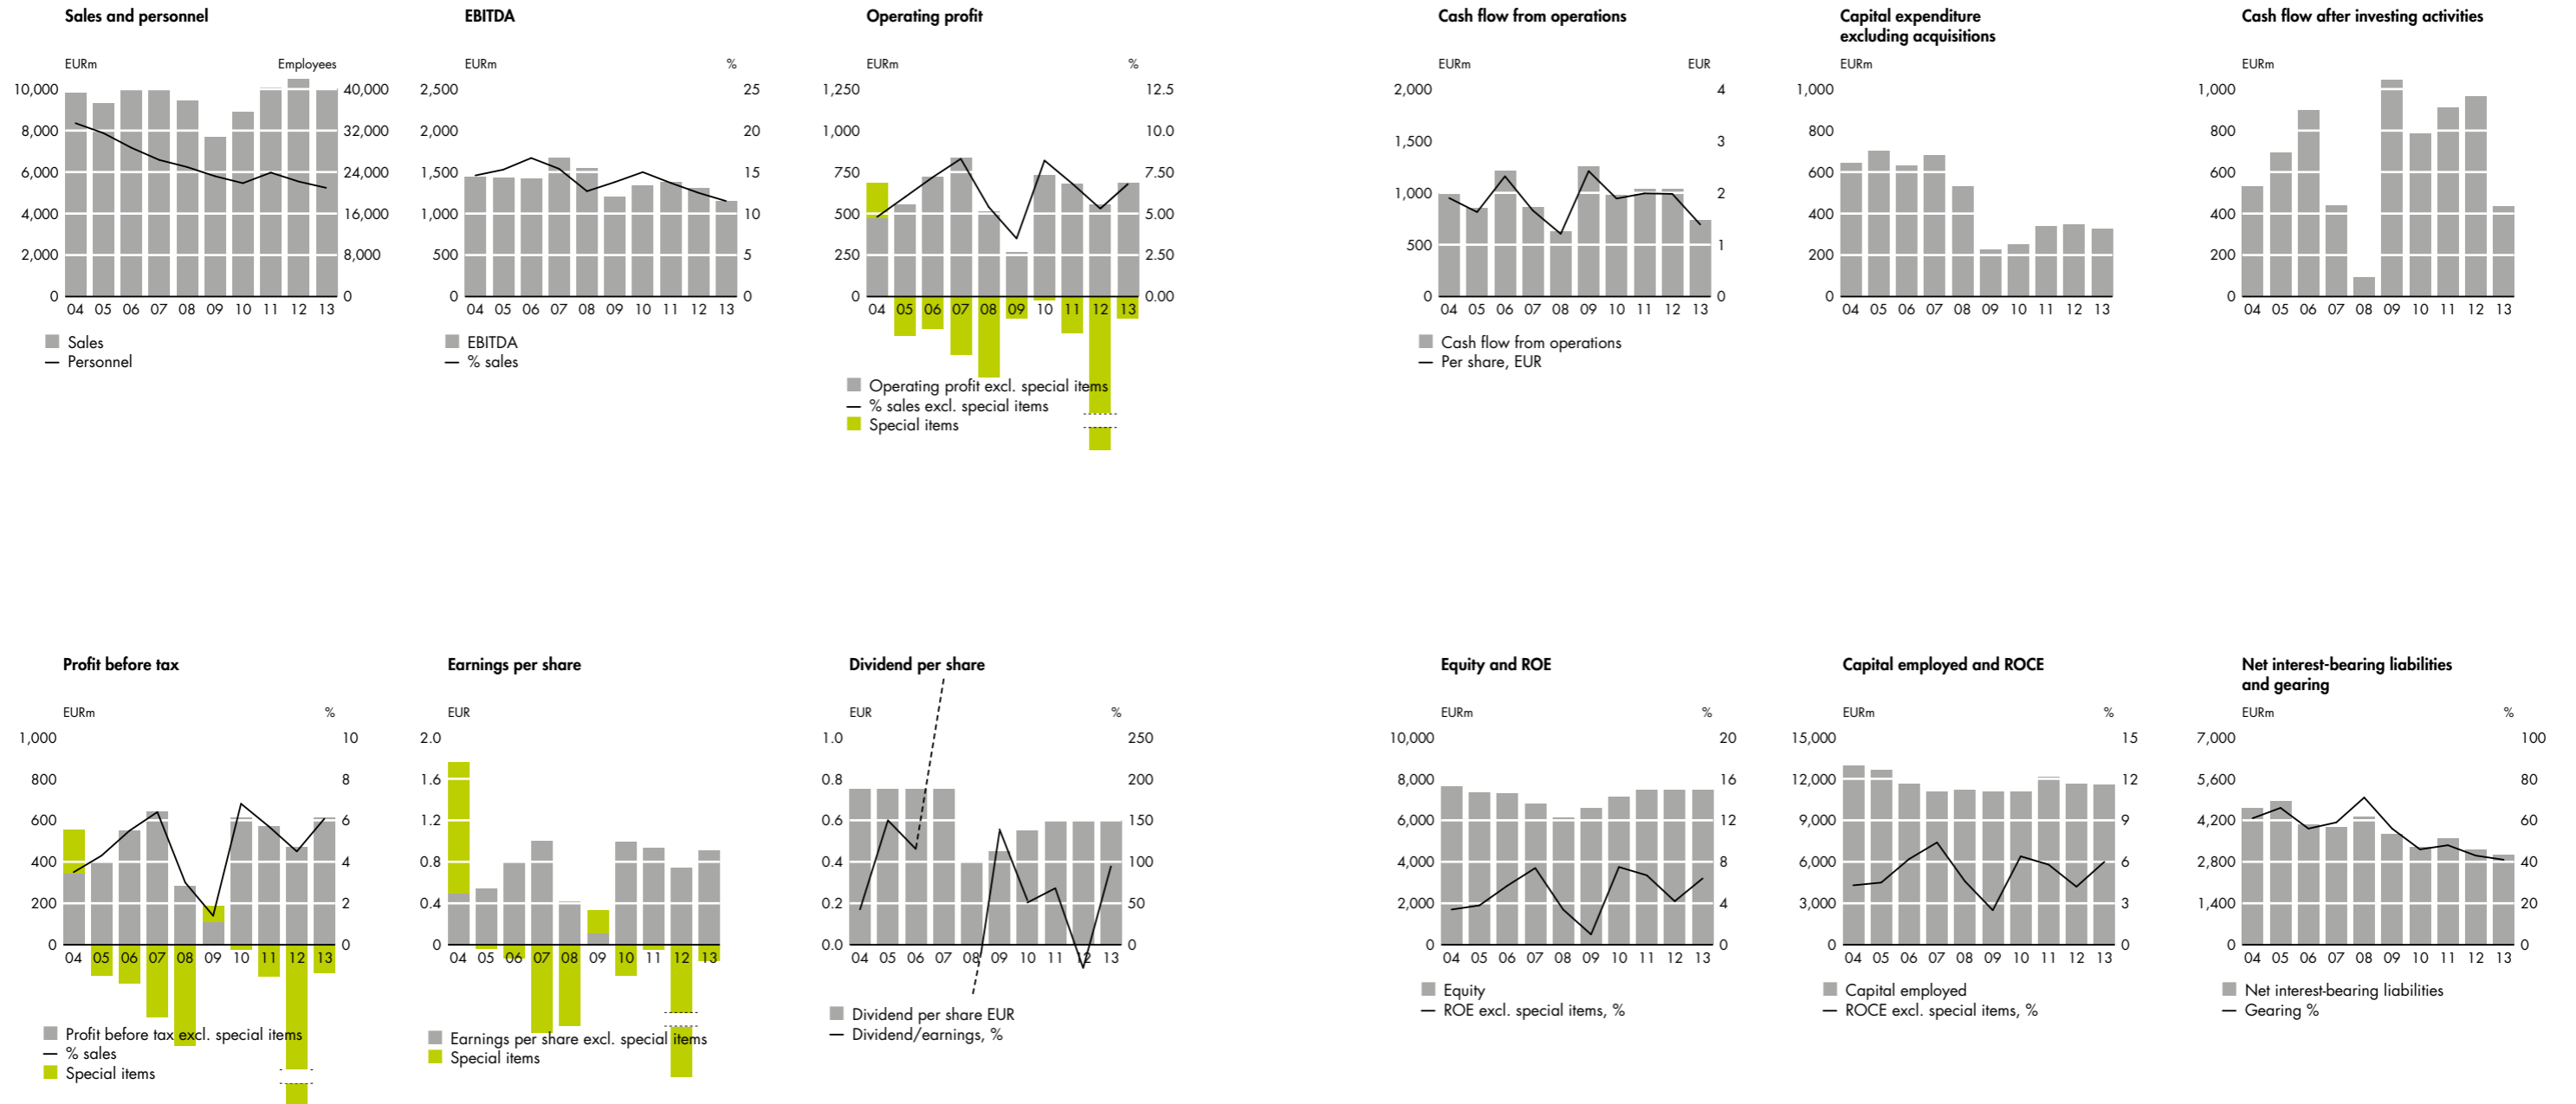 Sales and personnel
EURm Employees
10,000 40,000
8,000 32,000
6,000 24,000
4,000 16,000
2,000 8,000
0 0
04 05 06 07 08 09 10 11 12 13
Sales
Personnel
EBITDA
EURm %
2,500 25
2,000 20
1,500 15
1,000 10
500 5
0 0
04 05 06 07 08 09 10 11 12 13
EBITDA
% sales
Operating profit
EURm %
1,250 12.5
1,000 10.0
750 7.50
500 5.00
250 2.50
0 0.00
04 05 06 07 08 09 10 11 12 13
Operating profit excl. special items
% sales excl. special items
Special items
Cash flow from operations
EURm EUR
2,000 4
1,500 3
1,000 2
500 1
0 0
04 05 06 07 08 09 10 11 12 13
Cash flow from operations
Per share, EUR
Capital expenditure
excluding acquisitions
EURm
1,000
800
600
400
200
0
04 05 06 07 08 09 10 11 12 13
Cash flow after investing activities
EURm
1,000
800
600
400
200
0
04 05 06 07 08 09 10 11 12 13
Profit before tax
EURm %
1,000 10
800 8
600 6
400 4
200 2
0 0
04 05 06 07 08 09 10 11 12 13
Profit before tax excl. special items
% sales
Special items
Earnings per share
EUR
2.0
1.6
1.2
0.8
0.4
0
04 05 06 07 08 09 10 11 12 13
Earnings per share excl. special items
Special items
Dividend per share
EUR %
1.0 250
0.8 200
0.6 150
0.4 100
0.2 50
0.0 0
04 05 06 07 08 09 10 11 12 13
Dividend per share EUR
Dividend/earnings, %
Equity and ROE
EURm %
10,000 20
8,000 16
6,000 12
4,000 8
2,000 4
0 0
04 05 06 07 08 09 10 11 12 13
Equity
ROE excl. special items, %
Capital employed and ROCE
EURm %
15,000 15
12,000 12
9,000 9
6,000 6
3,000 3
0 0
04 05 06 07 08 09 10 11 12 13
Capital employed
ROCE excl. special items, %
Net interest-bearing liabilities
and gearing
EURm %
7,000 100
5,600 80
4,200 60
2,800 40
1,400 20
0 0
04 05 06 07 08 09 10 11 12 13
Net interest-bearing liabilities
Gearing %